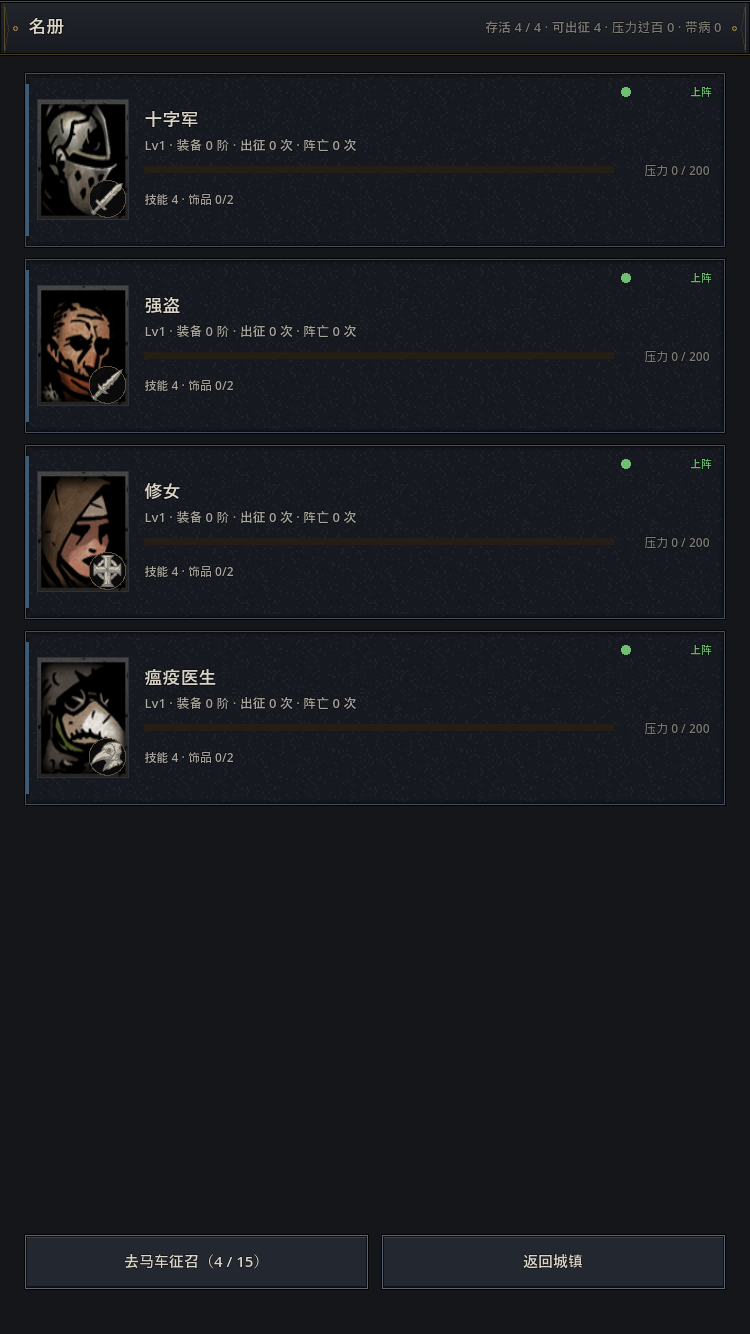 名册
存活 4 / 4 · 可出征 4 · 压力过百 0 · 带病 0
上阵
十字军
Lv1 · 装备 0 阶 · 出征 0 次 · 阵亡 0 次
压力 0 / 200
技能 4 · 饰品 0/2
上阵
强盗
Lv1 · 装备 0 阶 · 出征 0 次 · 阵亡 0 次
压力 0 / 200
技能 4 · 饰品 0/2
上阵
修女
Lv1 · 装备 0 阶 · 出征 0 次 · 阵亡 0 次
压力 0 / 200
技能 4 · 饰品 0/2
上阵
瘟疫医生
Lv1 · 装备 0 阶 · 出征 0 次 · 阵亡 0 次
压力 0 / 200
技能 4 · 饰品 0/2
去马车征召（4 / 15）
返回城镇